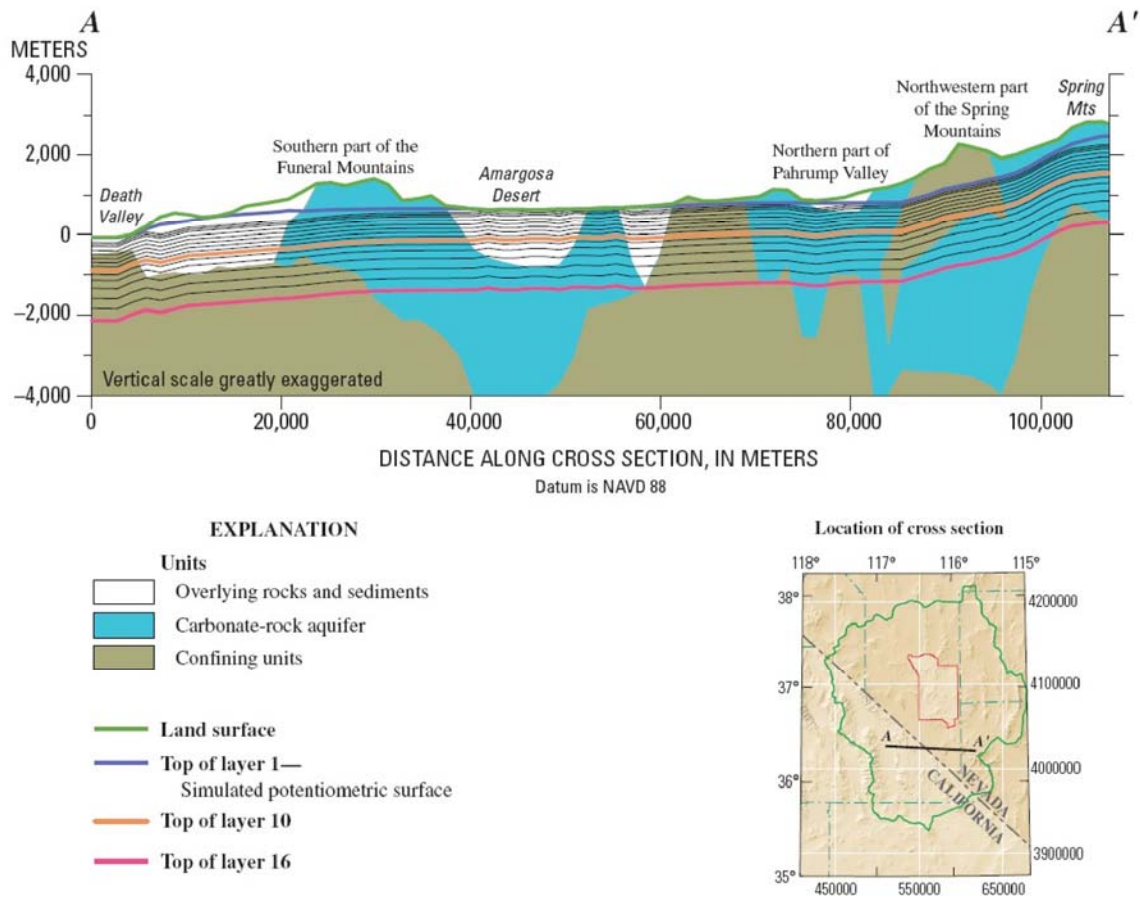 A
A'
METERS
4,000
2,000
0
–2,000
–4,000
Death
Valley
Southern part of the
Funeral Mountains
Amargosa
Desert
Northern part of
Pahrump Valley
Northwestern part
of the Spring
Mountains
Spring
Mts
Vertical scale greatly exaggerated
0
20,000
40,000
60,000
80,000
100,000
DISTANCE ALONG CROSS SECTION, IN METERS
Datum is NAVD 88
EXPLANATION
Units
Overlying rocks and sediments
Carbonate-rock aquifer
Confining units
Land surface
Top of layer 1—
Simulated potentiometric surface
Top of layer 10
Top of layer 16
Location of cross section
118° 117° 116° 115°
38°
37°
36°
35°
4200000
4100000
4000000
3900000
A
A'
NEVADA
CALIFORNIA
450000 550000 650000